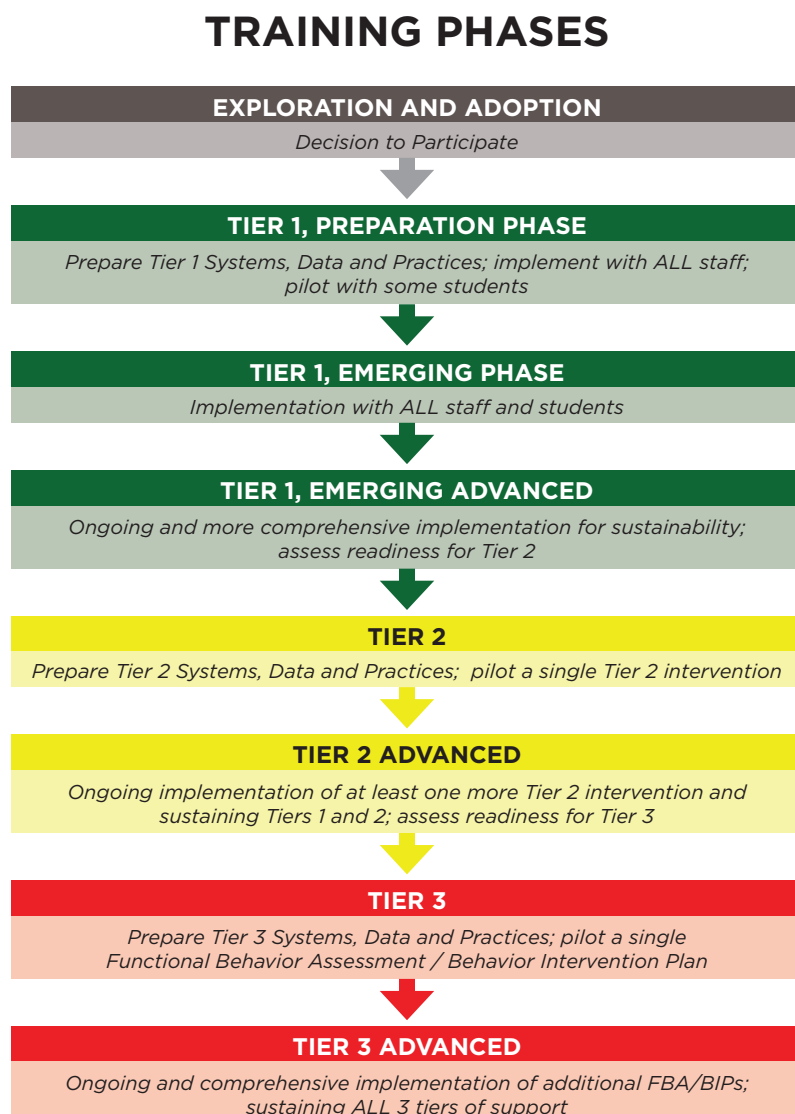 TRAINING PHASES
EXPLORATION AND ADOPTION
Decision to Participate
TIER 1, PREPARATION PHASE
Prepare Tier 1 Systems, Data and Practices; implement with ALL staff;
pilot with some students
TIER 1, EMERGING PHASE
Implementation with ALL staff and students
TIER 1, EMERGING ADVANCED
Ongoing and more comprehensive implementation for sustainability;
assess readiness for Tier 2
TIER 2
Prepare Tier 2 Systems, Data and Practices; pilot a single Tier 2 intervention
TIER 2 ADVANCED
Ongoing implementation of at least one more Tier 2 intervention and
sustaining Tiers 1 and 2; assess readiness for Tier 3
TIER 3
Prepare Tier 3 Systems, Data and Practices; pilot a single
Functional Behavior Assessment / Behavior Intervention Plan
TIER 3 ADVANCED
Ongoing and comprehensive implementation of additional FBA/BIPs;
sustaining ALL 3 tiers of support